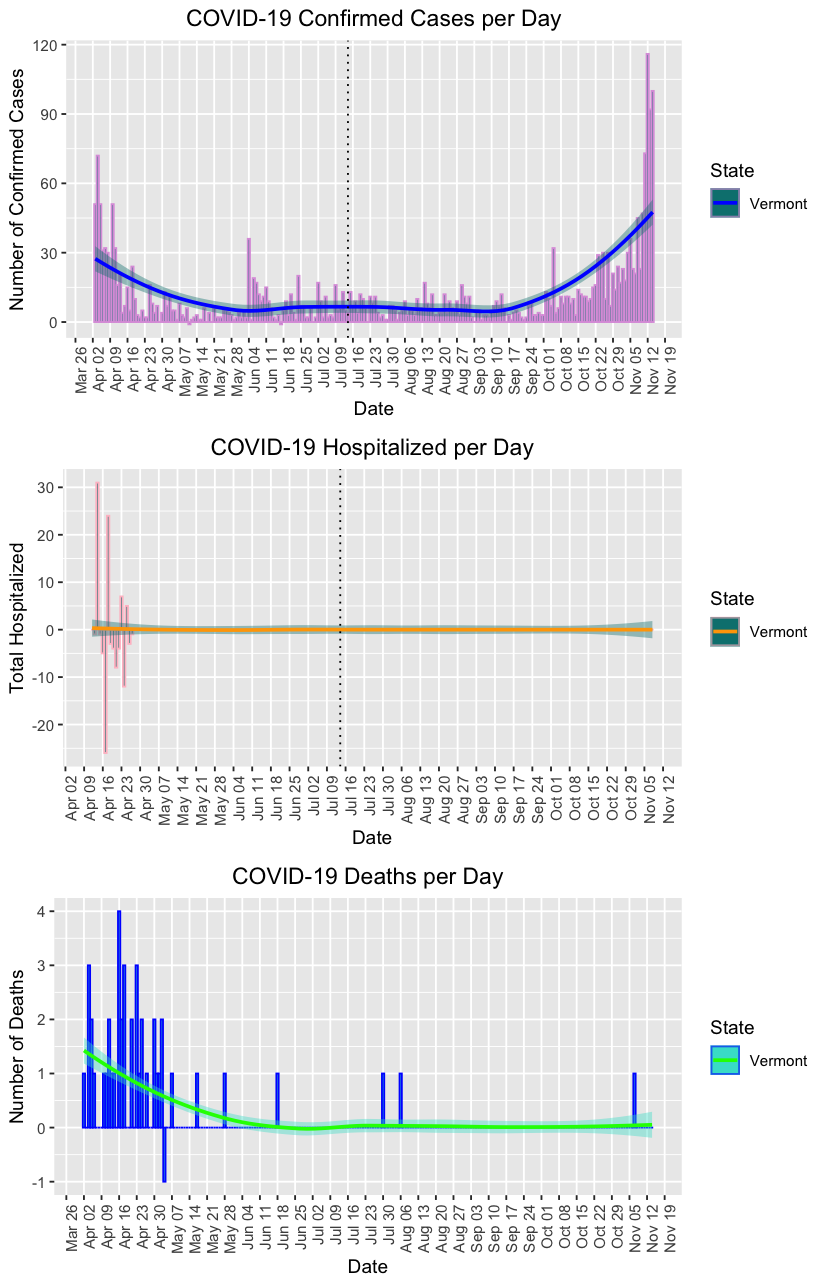 COVID-19 Confirmed Cases per Day
Number of Confirmed Cases
120
90
60
30
0
Mar 26
Apr 02
Apr 09
Apr 16
Apr 23
Apr 30
May 07
May 14
May 21
May 28
Jun 04
Jun 11
Jun 18
Jun 25
Jul 02
Jul 09
Jul 16
Jul 23
Jul 30
Aug 06
Aug 13
Aug 20
Aug 27
Sep 03
Sep 10
Sep 17
Sep 24
Oct 01
Oct 08
Oct 15
Oct 22
Oct 29
Nov 05
Nov 12
Nov 19
Date
State
Vermont
COVID-19 Hospitalized per Day
Total Hospitalized
30
20
10
0
-10
-20
Apr 02
Apr 09
Apr 16
Apr 23
Apr 30
May 07
May 14
May 21
May 28
Jun 04
Jun 11
Jun 18
Jun 25
Jul 02
Jul 09
Jul 16
Jul 23
Jul 30
Aug 06
Aug 13
Aug 20
Aug 27
Sep 03
Sep 10
Sep 17
Sep 24
Oct 01
Oct 08
Oct 15
Oct 22
Oct 29
Nov 05
Nov 12
Date
State
Vermont
COVID-19 Deaths per Day
Number of Deaths
4
3
2
1
0
-1
Mar 26
Apr 02
Apr 09
Apr 16
Apr 23
Apr 30
May 07
May 14
May 21
May 28
Jun 04
Jun 11
Jun 18
Jun 25
Jul 02
Jul 09
Jul 16
Jul 23
Jul 30
Aug 06
Aug 13
Aug 20
Aug 27
Sep 03
Sep 10
Sep 17
Sep 24
Oct 01
Oct 08
Oct 15
Oct 22
Oct 29
Nov 05
Nov 12
Nov 19
Date
State
Vermont